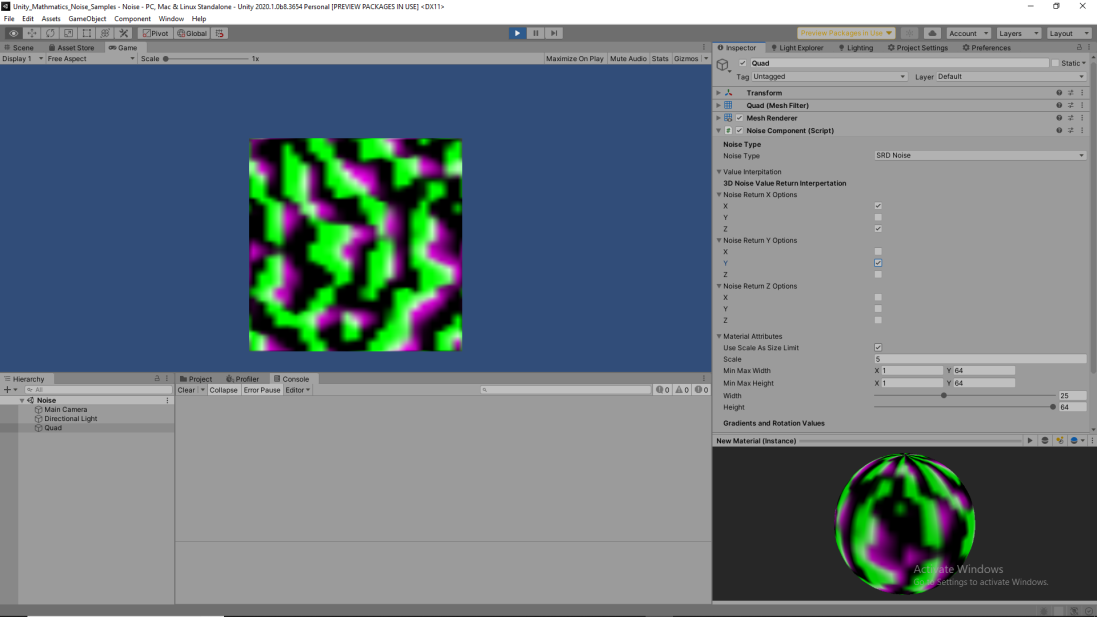 Unity_Mathmatics_Noise_Samples - Noise - PC, Mac & Linux Standalone - Unity 2020.1.0b8.3654 Personal [PREVIEW PACKAGES IN USE] <DX11>
File Edit Assets GameObject Component Window Help
Pivot Global Preview Packages in Use Account Layers Layout
Scene Asset Store Game
Display 1 Free Aspect Scale 1x Maximize On Play Mute Audio Stats Gizmos
Inspector Light Explorer Lighting Project Settings Preferences
Quad Static
Tag Untagged Layer Default
Transform
Quad (Mesh Filter)
Mesh Renderer
# Noise Component (Script)
Noise Type
Noise Type SRD Noise
Value Interpitation
3D Noise Value Return Interpertation
Noise Return X Options
X
Y
Z
Noise Return Y Options
X
Y
Z
Noise Return Z Options
X
Y
Z
Material Attributes
Use Scale As Size Limit
Scale 5
Min Max Width X 1 Y 64
Min Max Height X 1 Y 64
Width 25
Height 64
Gradients and Rotation Values
New Material (Instance)
Activate Windows
Go to Settings to activate Windows.
Hierarchy
All
Noise
Main Camera
Directional Light
Quad
Project Profiler Console
Clear Collapse Error Pause Editor 0 0 0